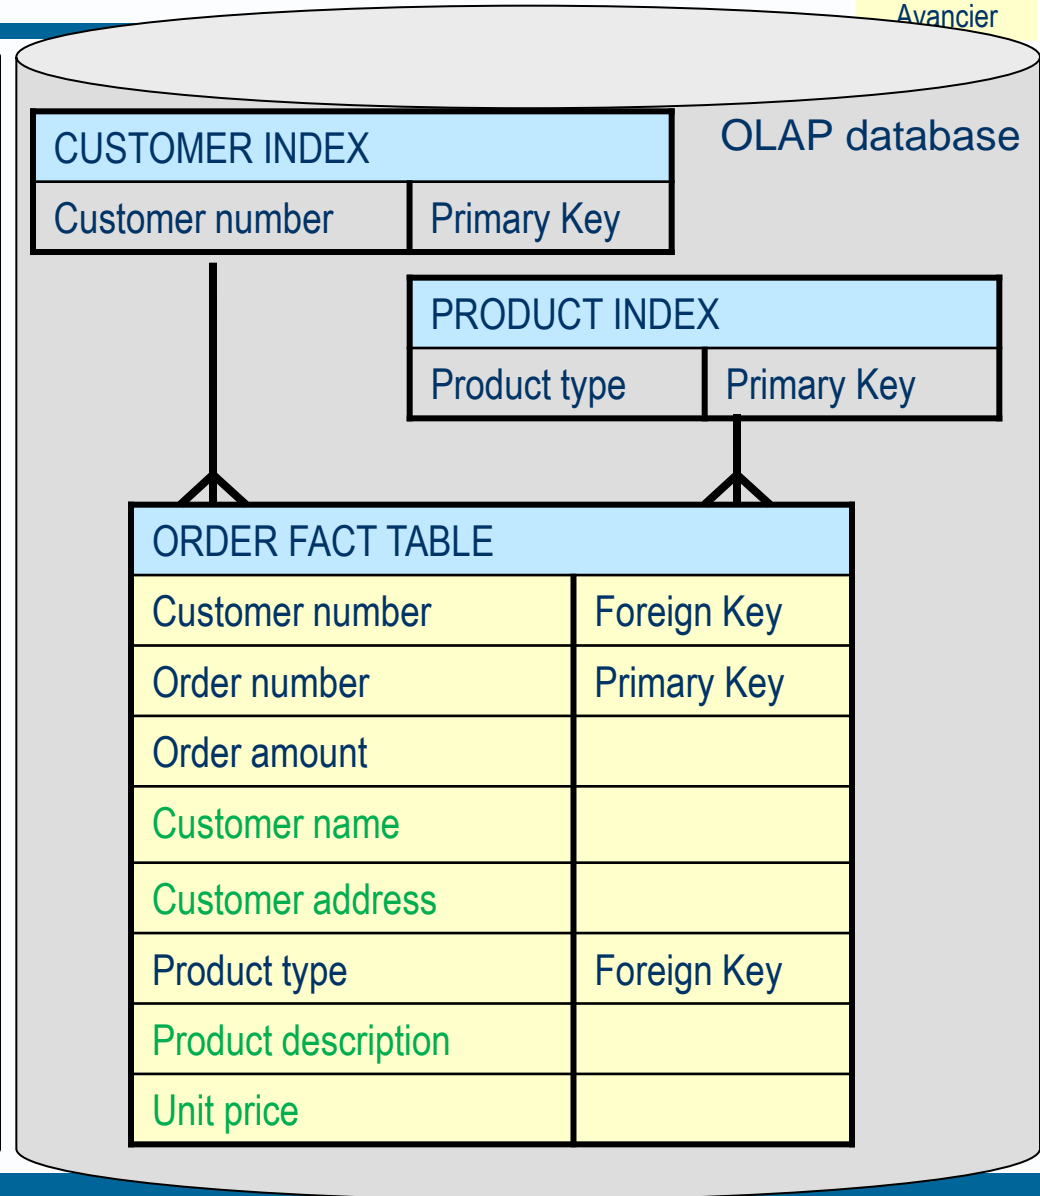 Avancier
OLAP database
CUSTOMER INDEX
Customer number Primary Key
PRODUCT INDEX
Product type Primary Key
ORDER FACT TABLE
Customer number Foreign Key
Order number Primary Key
Order amount
Customer name
Customer address
Product type Foreign Key
Product description
Unit price